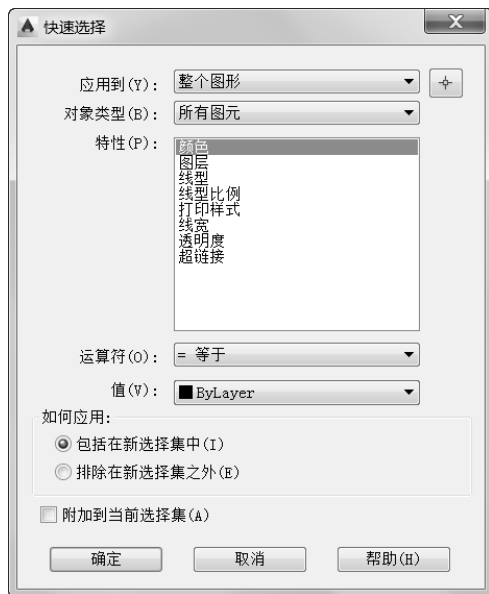 快速选择
应用到(Y): 整个图形
对象类型(B): 所有图元
特性(P): 颜色
图层
线型
线型比例
打印样式
线宽
透明度
超链接
运算符(O): = 等于
值(V): ByLayer
如何应用:
包括在新选择集中(I)
排除在新选择集之外(E)
附加到当前选择集(A)
确定 取消 帮助(H)